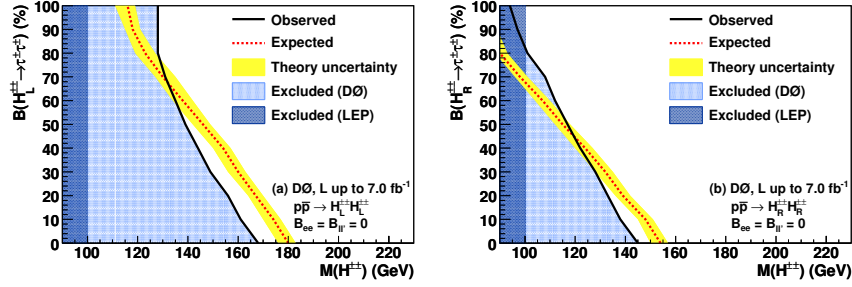 B(H_L^±±→τ^±τ^±) (%)
100
90
80
70
60
50
40
30
20
10
0
Observed
Expected
Theory uncertainty
Excluded (DØ)
Excluded (LEP)
(a) DØ, L up to 7.0 fb⁻¹
pp̅ → H_L^±±H_L^±±
B_ee = B_ll' = 0
100 120 140 160 180 200 220
M(H^±±) (GeV)
B(H_R^±±→τ^±τ^±) (%)
100
90
80
70
60
50
40
30
20
10
0
Observed
Expected
Theory uncertainty
Excluded (DØ)
Excluded (LEP)
(b) DØ, L up to 7.0 fb⁻¹
pp̅ → H_R^±±H_R^±±
B_ee = B_ll' = 0
100 120 140 160 180 200 220
M(H^±±) (GeV)